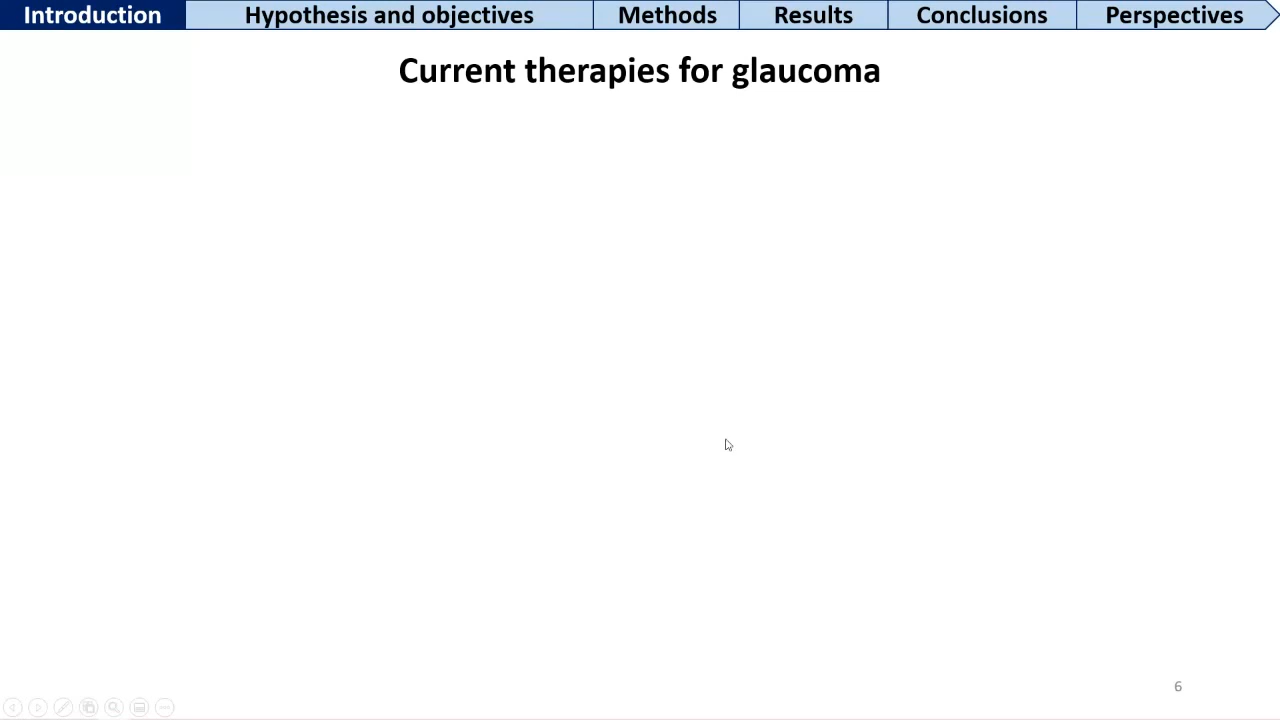 Introduction Hypothesis and objectives Methods Results Conclusions Perspectives
Current therapies for glaucoma
6